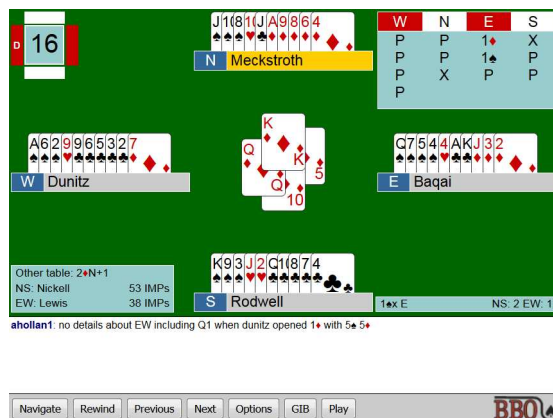 D 16
J 10 8 10 J A 9 8 6 4
N Meckstroth
W N E S
P P 1♦ X
P P 1♠ P
P X P P
P
A 6 2 9 9 6 5 3 2 7
W Dunitz
K
K
Q
Q
5
10
Q 7 5 4 4 A K J 3 2
E Baqai
K 9 3 J 2 Q 10 8 7 4
S Rodwell
Other table: 2♦N+1
NS: Nickell 53 IMPs
EW: Lewis 38 IMPs
1♠x E NS: 2 EW: 1
ahollan1: no details about EW including Q1 when dunitz opened 1♦ with 5♠ 5♦
Navigate Rewind Previous Next Options GIB Play
BBO